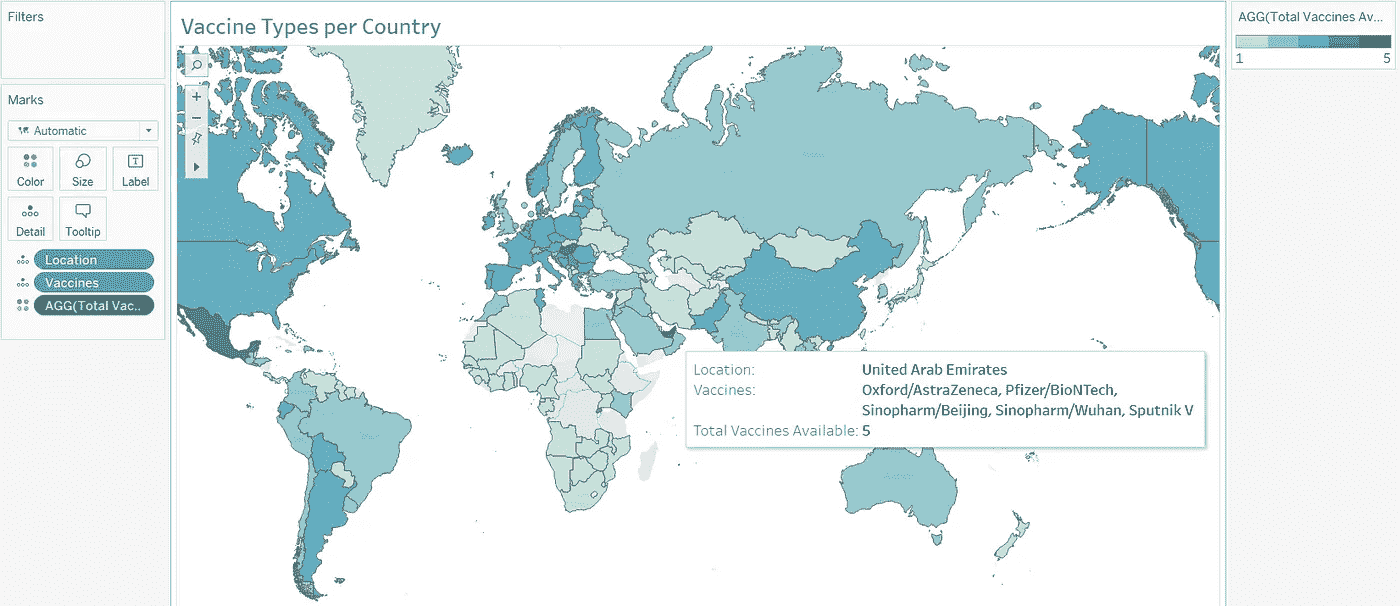 Filters
Vaccine Types per Country
AGG(Total Vaccines Av...
1 5
Marks
Automatic
Color Size Label
Detail Tooltip
Location
Vaccines
AGG(Total Vac..
Location: United Arab Emirates
Vaccines: Oxford/AstraZeneca, Pfizer/BioNTech,
Sinopharm/Beijing, Sinopharm/Wuhan, Sputnik V
Total Vaccines Available: 5